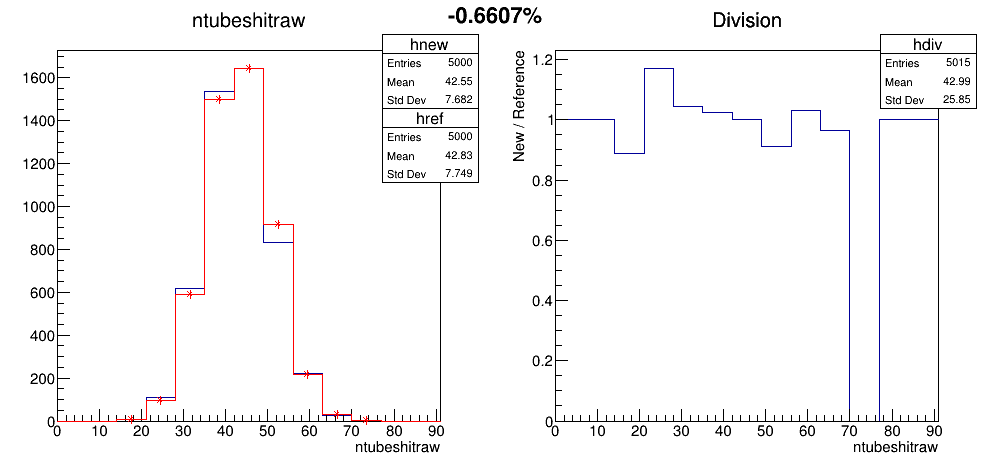 -0.6607%
ntubeshitraw
hnew
Entries 5000
Mean 42.55
Std Dev 7.682
href
Entries 5000
Mean 42.83
Std Dev 7.749
1600
1400
1200
1000
800
600
400
200
0
0 10 20 30 40 50 60 70 80 90
ntubeshitraw
Division
hdiv
Entries 5015
Mean 42.99
Std Dev 25.85
New / Reference
1.2
1
0.8
0.6
0.4
0.2
0
0 10 20 30 40 50 60 70 80 90
ntubeshitraw